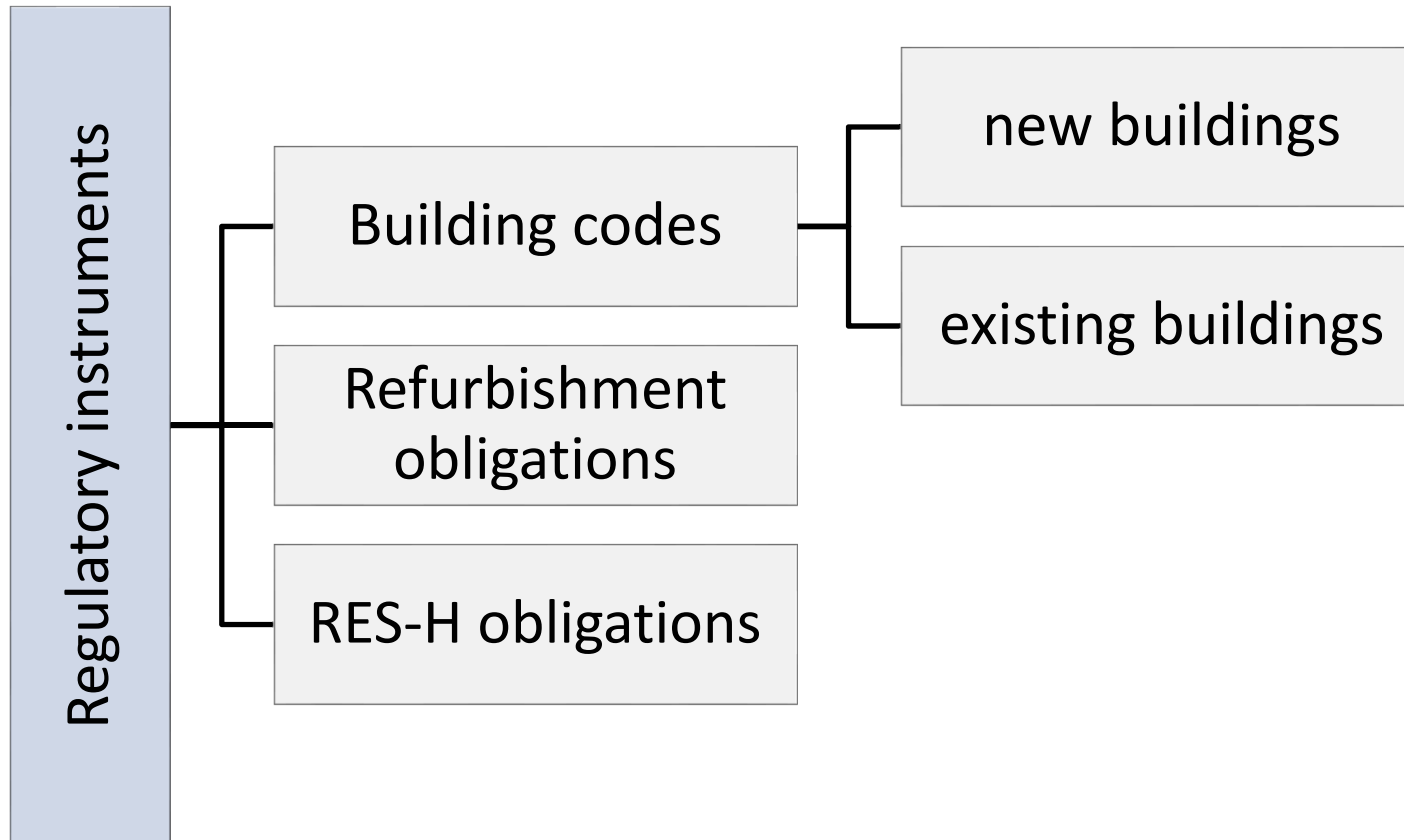 Regulatory instruments
Building codes
new buildings
existing buildings
Refurbishment
obligations
RES-H obligations